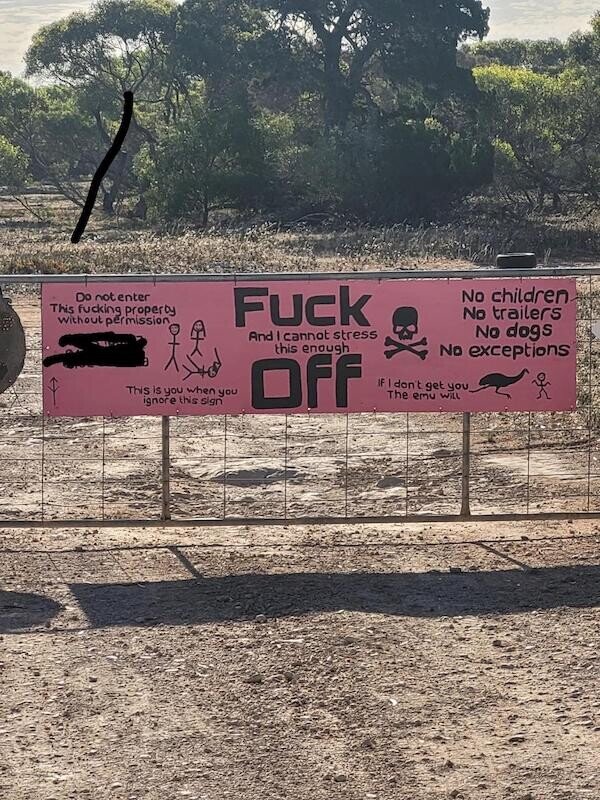 Do not enter
This fucking property
without permission
This is you when you
ignore this sign
Fuck
And I cannot stress
this enough
Off
No children
No trailers
No dogs
No exceptions
If I don't get you
The emu will